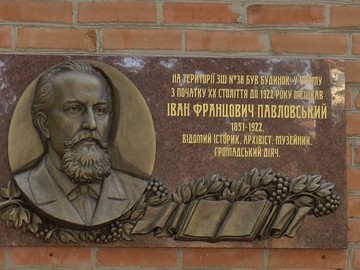 НА ТЕРИТОРІЇ ЗШ №38 БУВ БУДИНОК, У ЯКОМУ
З ПОЧАТКУ ХХ СТОЛІТТЯ ДО 1922 РОКУ МЕШКАВ
ІВАН ФРАНЦОВИЧ ПАВЛОВСЬКИЙ
1851-1922.
ВІДОМИЙ ІСТОРИК, АРХІВІСТ, МУЗЕЙНИК,
ГРОМАДСЬКИЙ ДІЯЧ.